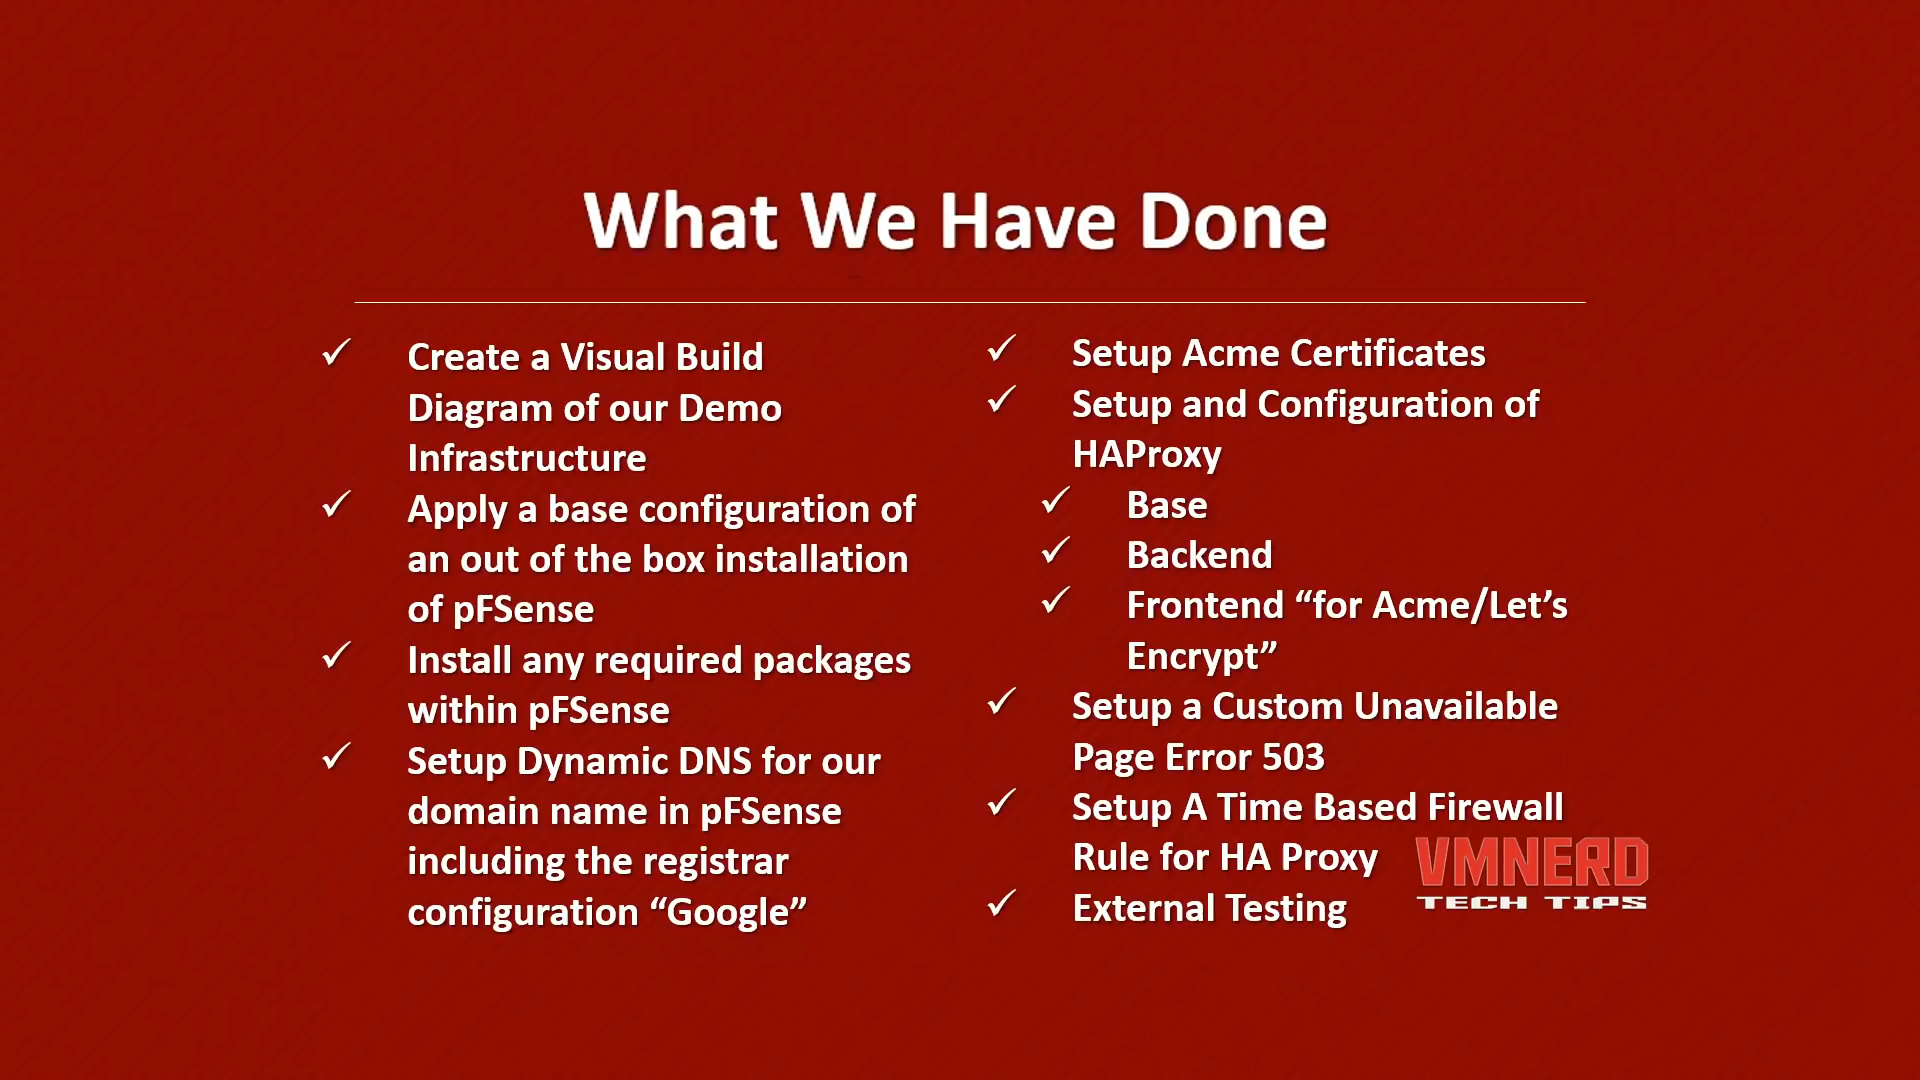 What We Have Done
Create a Visual Build
Diagram of our Demo
Infrastructure
Apply a base configuration of
an out of the box installation
of pFSense
Install any required packages
within pFSense
Setup Dynamic DNS for our
domain name in pFSense
including the registrar
configuration “Google”
Setup Acme Certificates
Setup and Configuration of
HAProxy
Base
Backend
Frontend “for Acme/Let’s
Encrypt”
Setup a Custom Unavailable
Page Error 503
Setup A Time Based Firewall
Rule for HA Proxy
External Testing
VMNERD
TECH TIPS